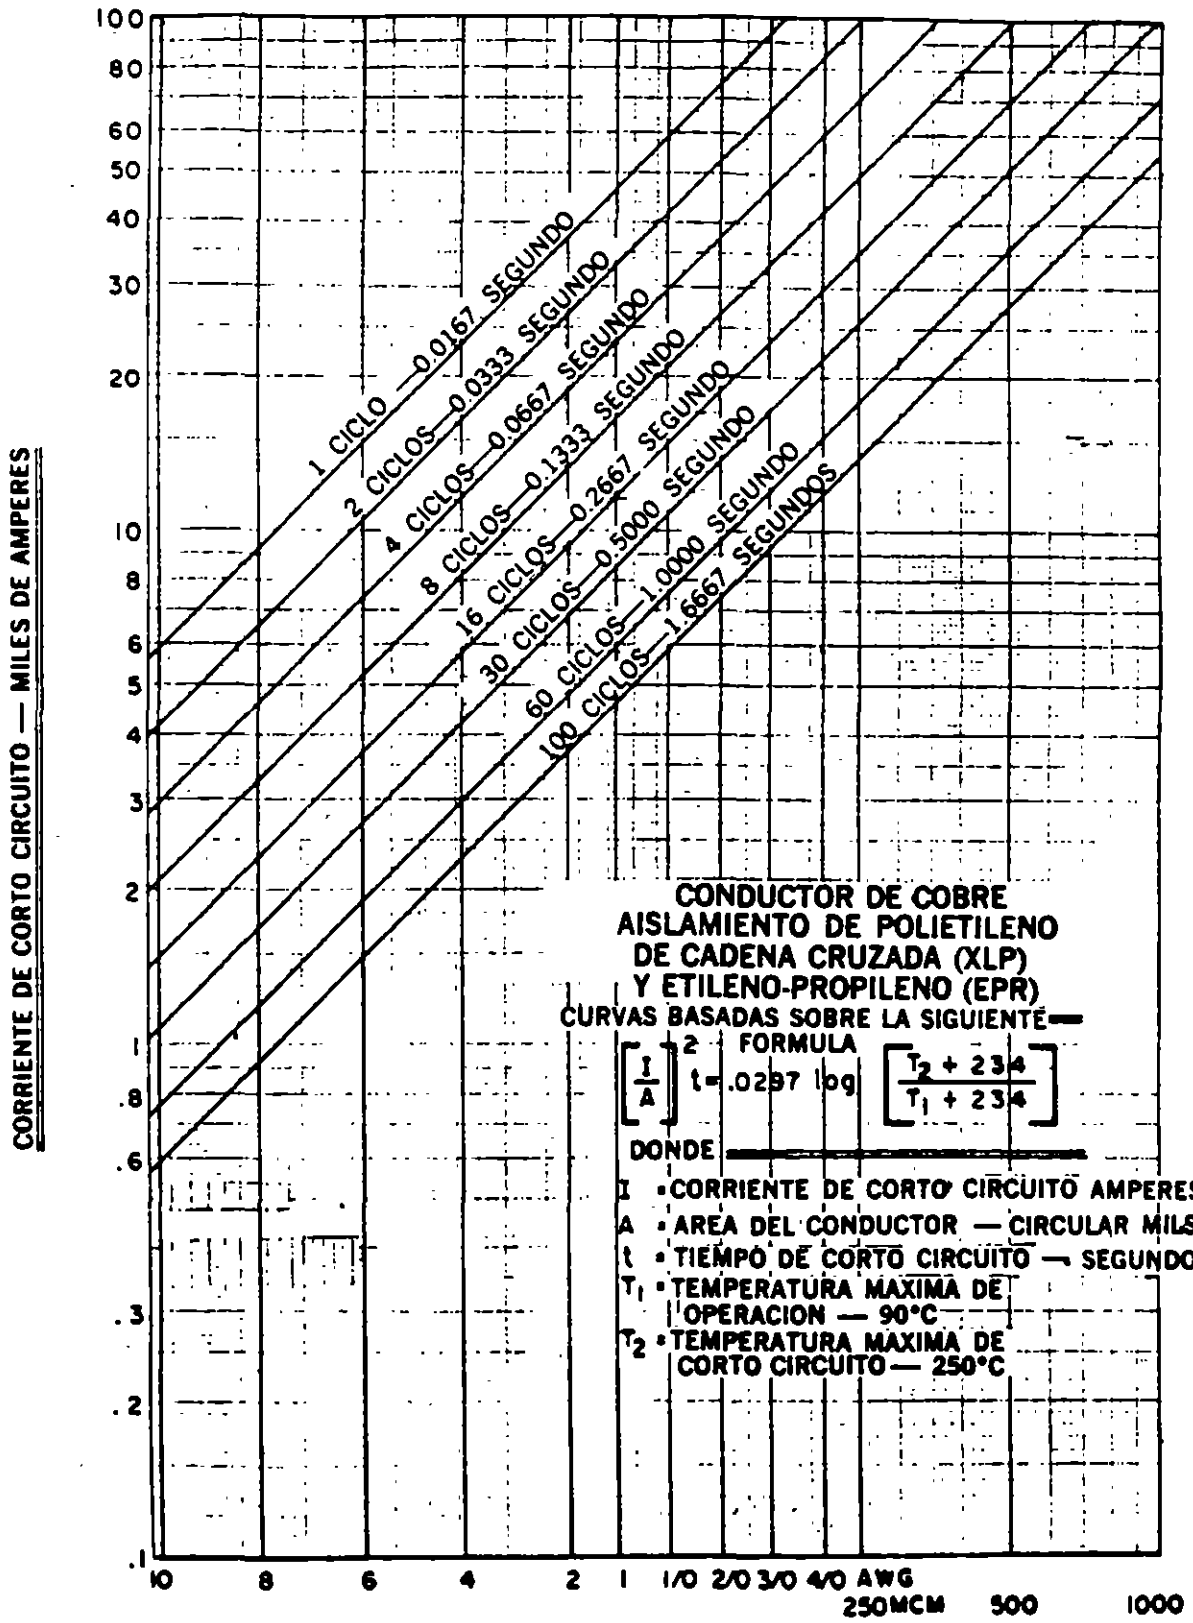 CORRIENTE DE CORTO CIRCUITO — MILES DE AMPERES
100
80
60
50
40
30
20
10
8
6
5
4
3
2
1
.8
.6
.4
.3
.2
.1
1 CICLO —0.0167 SEGUNDO
2 CICLOS—0.0333 SEGUNDO
4 CICLOS —0.0667 SEGUNDO
8 CICLOS—0.1333 SEGUNDO
16 CICLOS—0.2667 SEGUNDO
30 CICLOS—0.5000 SEGUNDO
60 CICLOS—1.0000 SEGUNDO
100 CICLOS—1.6667 SEGUNDOS
CONDUCTOR DE COBRE
AISLAMIENTO DE POLIETILENO
DE CADENA CRUZADA (XLP)
Y ETILENO-PROPILENO (EPR)
CURVAS BASADAS SOBRE LA SIGUIENTE
FORMULA
[I/A]² t=.0297 log [T₂ + 234 / T₁ + 234]
DONDE
I = CORRIENTE DE CORTO CIRCUITO AMPERES
A = AREA DEL CONDUCTOR — CIRCULAR MILS
t = TIEMPO DE CORTO CIRCUITO — SEGUNDO
T₁ = TEMPERATURA MAXIMA DE
OPERACION — 90°C
T₂ = TEMPERATURA MAXIMA DE
CORTO CIRCUITO — 250°C
10 8 6 4 2 1 1/0 2/0 3/0 4/0 AWG
250MCM 500 1000